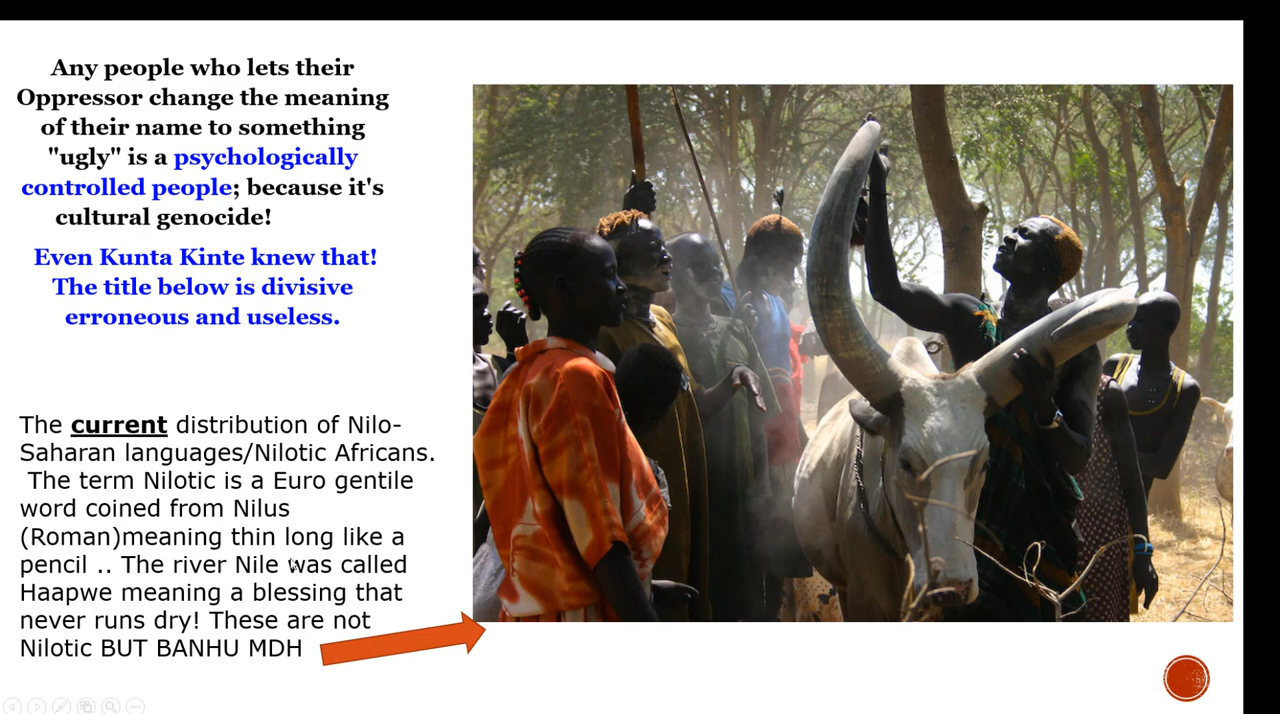 Any people who lets their
Oppressor change the meaning
of their name to something
"ugly" is a psychologically
controlled people; because it's
cultural genocide!
Even Kunta Kinte knew that!
The title below is divisive
erroneous and useless.
The current distribution of Nilo-
Saharan languages/Nilotic Africans.
The term Nilotic is a Euro gentile
word coined from Nilus
(Roman)meaning thin long like a
pencil .. The river Nile was called
Haapwe meaning a blessing that
never runs dry! These are not
Nilotic BUT BANHU MDH